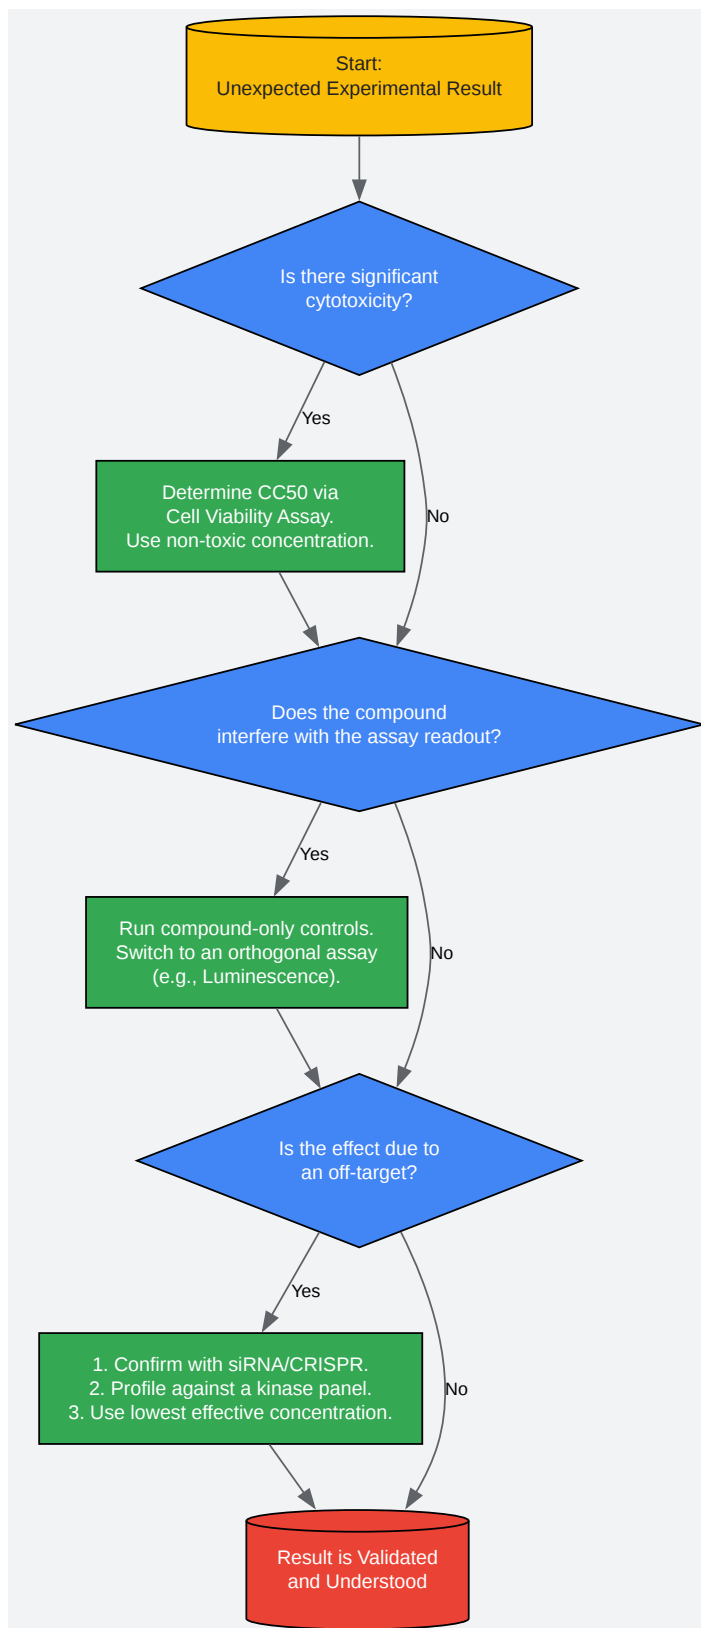 Start:
Unexpected Experimental Result
Is there significant
cytotoxicity?
Yes
Determine CC50 via
Cell Viability Assay.
Use non-toxic concentration.
No
Does the compound
interfere with the assay readout?
Yes
Run compound-only controls.
Switch to an orthogonal assay
(e.g., Luminescence).
No
Is the effect due to
an off-target?
Yes
1. Confirm with siRNA/CRISPR.
2. Profile against a kinase panel.
3. Use lowest effective concentration.
No
Result is Validated
and Understood